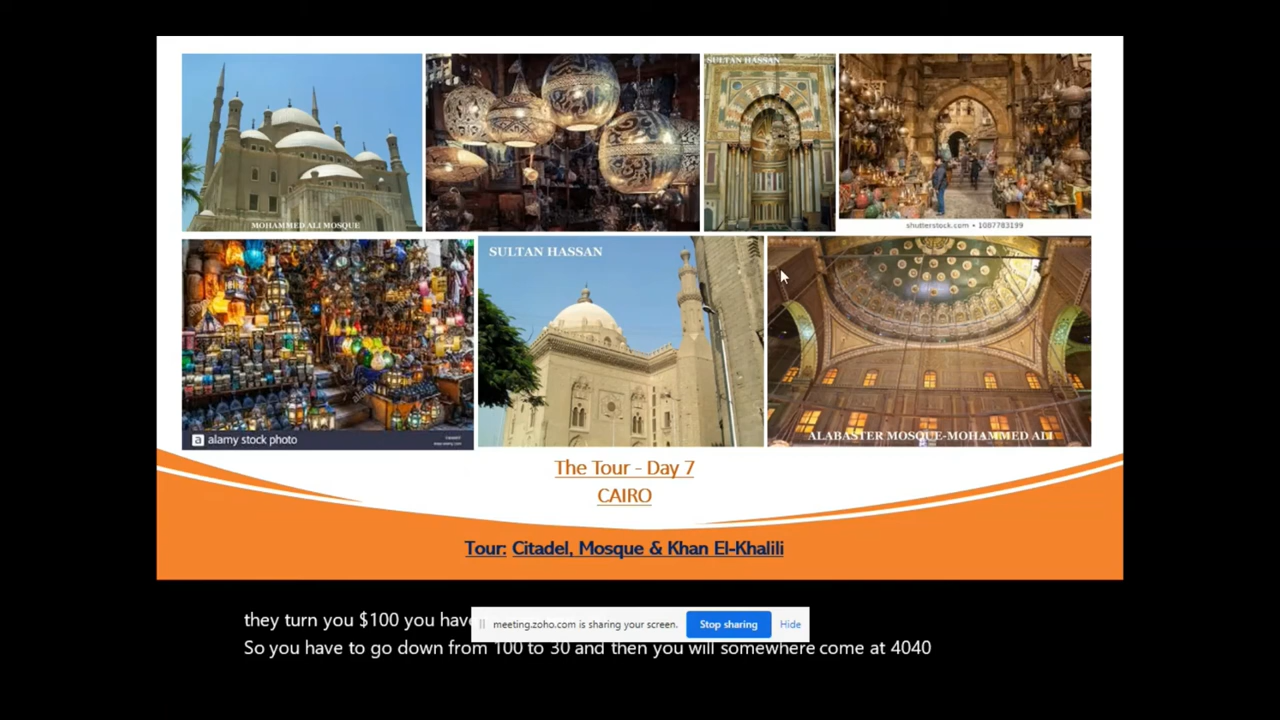 SULTAN HASSAN
MOHAMMED ALI MOSQUE
shutterstock.com • 1087783199
SULTAN HASSAN
a alamy stock photo
ALABASTER MOSQUE-MOHAMMED ALI
The Tour - Day 7
CAIRO
Tour: Citadel, Mosque & Khan El-Khalili
they turn you $100 you have
meeting.zoho.com is sharing your screen.
Stop sharing
Hide
So you have to go down from 100 to 30 and then you will somewhere come at 4040